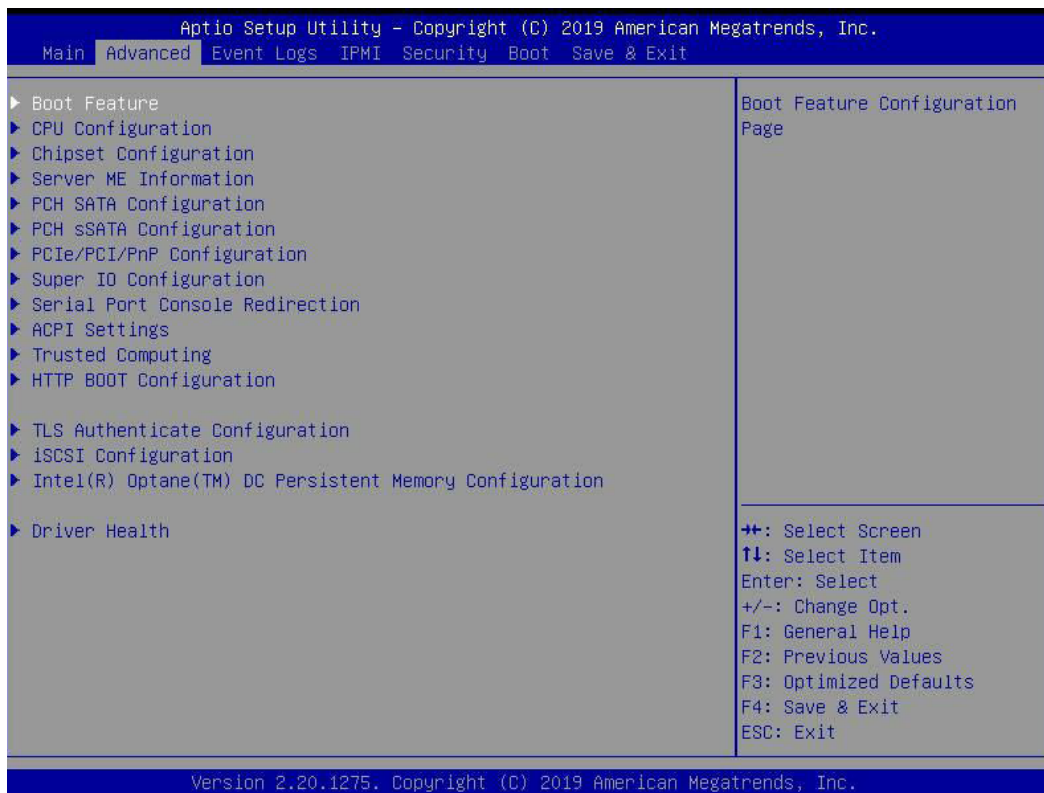 Aptio Setup Utility – Copyright (C) 2019 American Megatrends, Inc.
Main Advanced Event Logs IPMI Security Boot Save & Exit
▶ Boot Feature
▶ CPU Configuration
▶ Chipset Configuration
▶ Server ME Information
▶ PCH SATA Configuration
▶ PCH sSATA Configuration
▶ PCIe/PCI/PnP Configuration
▶ Super IO Configuration
▶ Serial Port Console Redirection
▶ ACPI Settings
▶ Trusted Computing
▶ HTTP BOOT Configuration
▶ TLS Authenticate Configuration
▶ iSCSI Configuration
▶ Intel(R) Optane(TM) DC Persistent Memory Configuration
▶ Driver Health
Boot Feature Configuration
Page
→←: Select Screen
↑↓: Select Item
Enter: Select
+/-: Change Opt.
F1: General Help
F2: Previous Values
F3: Optimized Defaults
F4: Save & Exit
ESC: Exit
Version 2.20.1275. Copyright (C) 2019 American Megatrends, Inc.